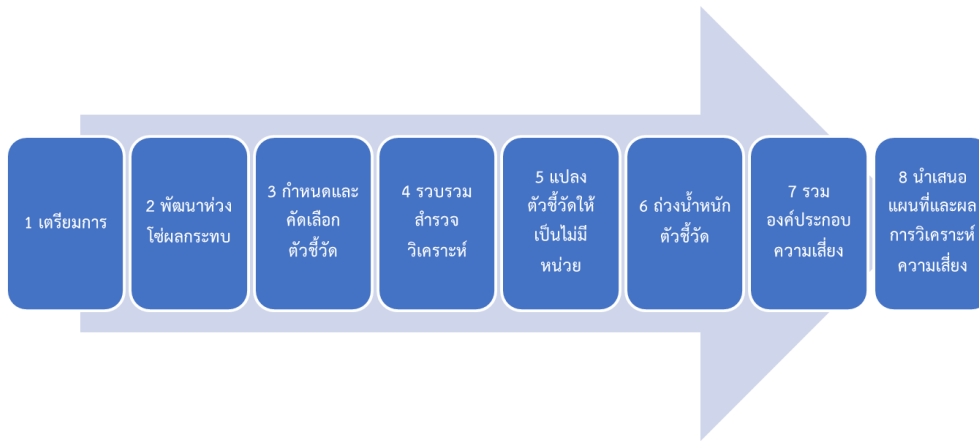 1 เตรียมการ
2 พัฒนาห่วง
โซ่ผลกระทบ
3 กำหนดและ
คัดเลือก
ตัวชี้วัด
4 รวบรวม
สำรวจ
วิเคราะห์
5 แปลง
ตัวชี้วัดให้
เป็นไม่มี
หน่วย
6 ถ่วงน้ำหนัก
ตัวชี้วัด
7 รวม
องค์ประกอบ
ความเสี่ยง
8 นำเสนอ
แผนที่และผล
การวิเคราะห์
ความเสี่ยง